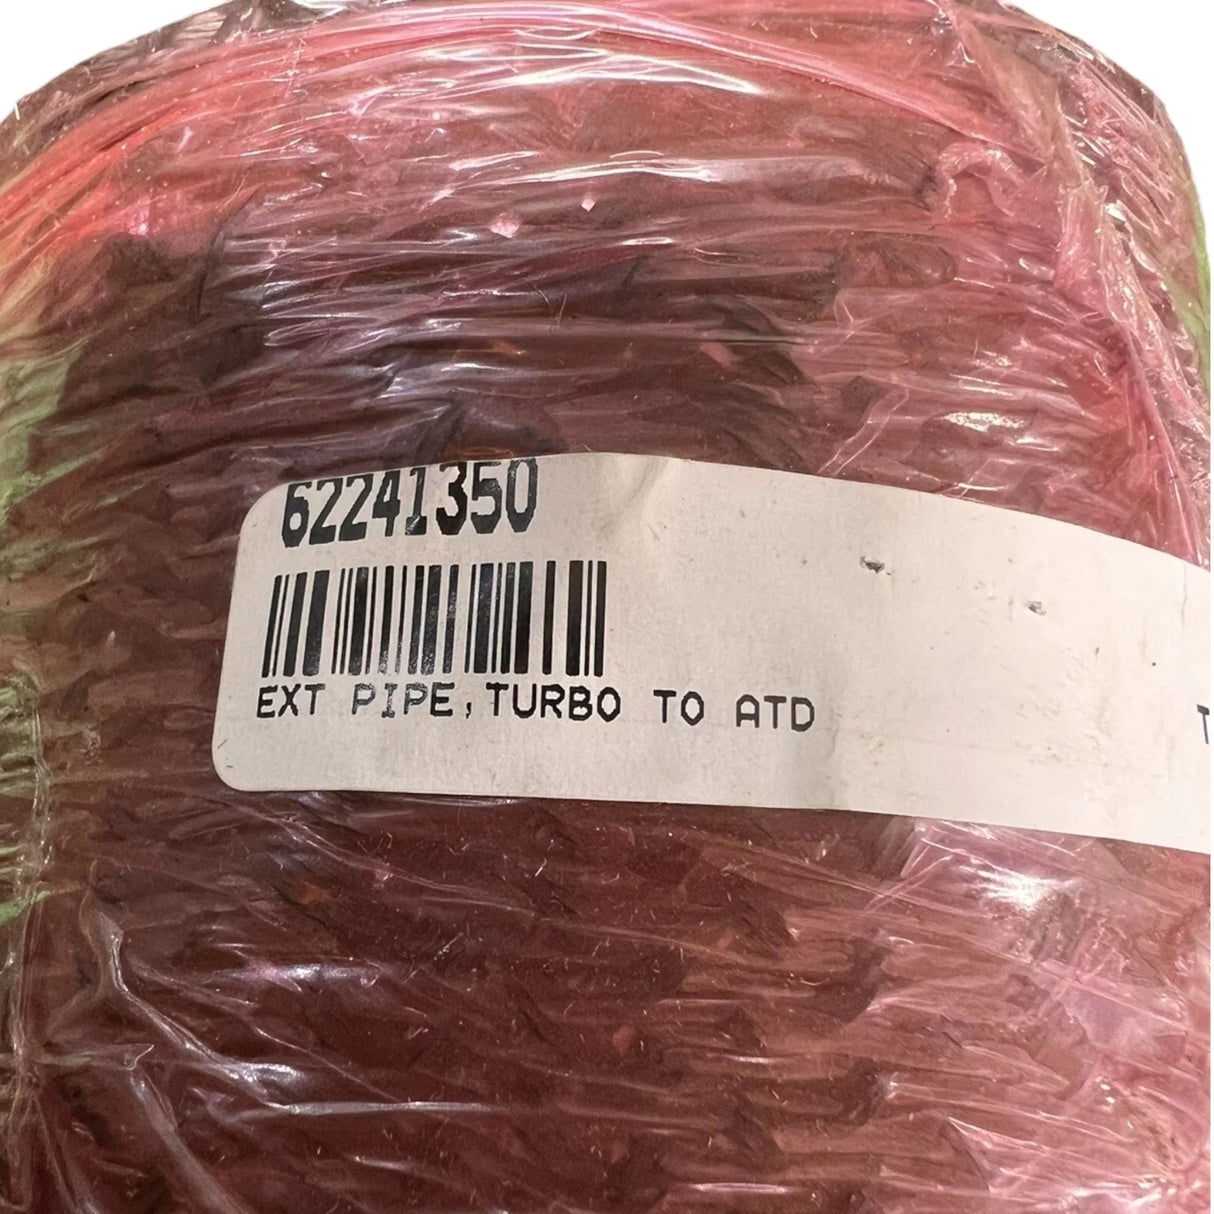 62241350
EXT PIPE,TURBO TO ATD
T